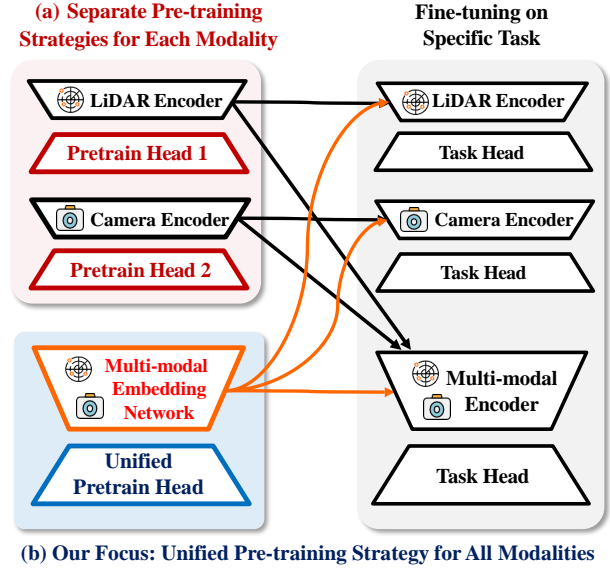 (a) Separate Pre-training
Strategies for Each Modality
LiDAR Encoder
Pretrain Head 1
Camera Encoder
Pretrain Head 2
Multi-modal
Embedding
Network
Unified
Pretrain Head
Fine-tuning on
Specific Task
LiDAR Encoder
Task Head
Camera Encoder
Task Head
Multi-modal
Encoder
Task Head
(b) Our Focus: Unified Pre-training Strategy for All Modalities